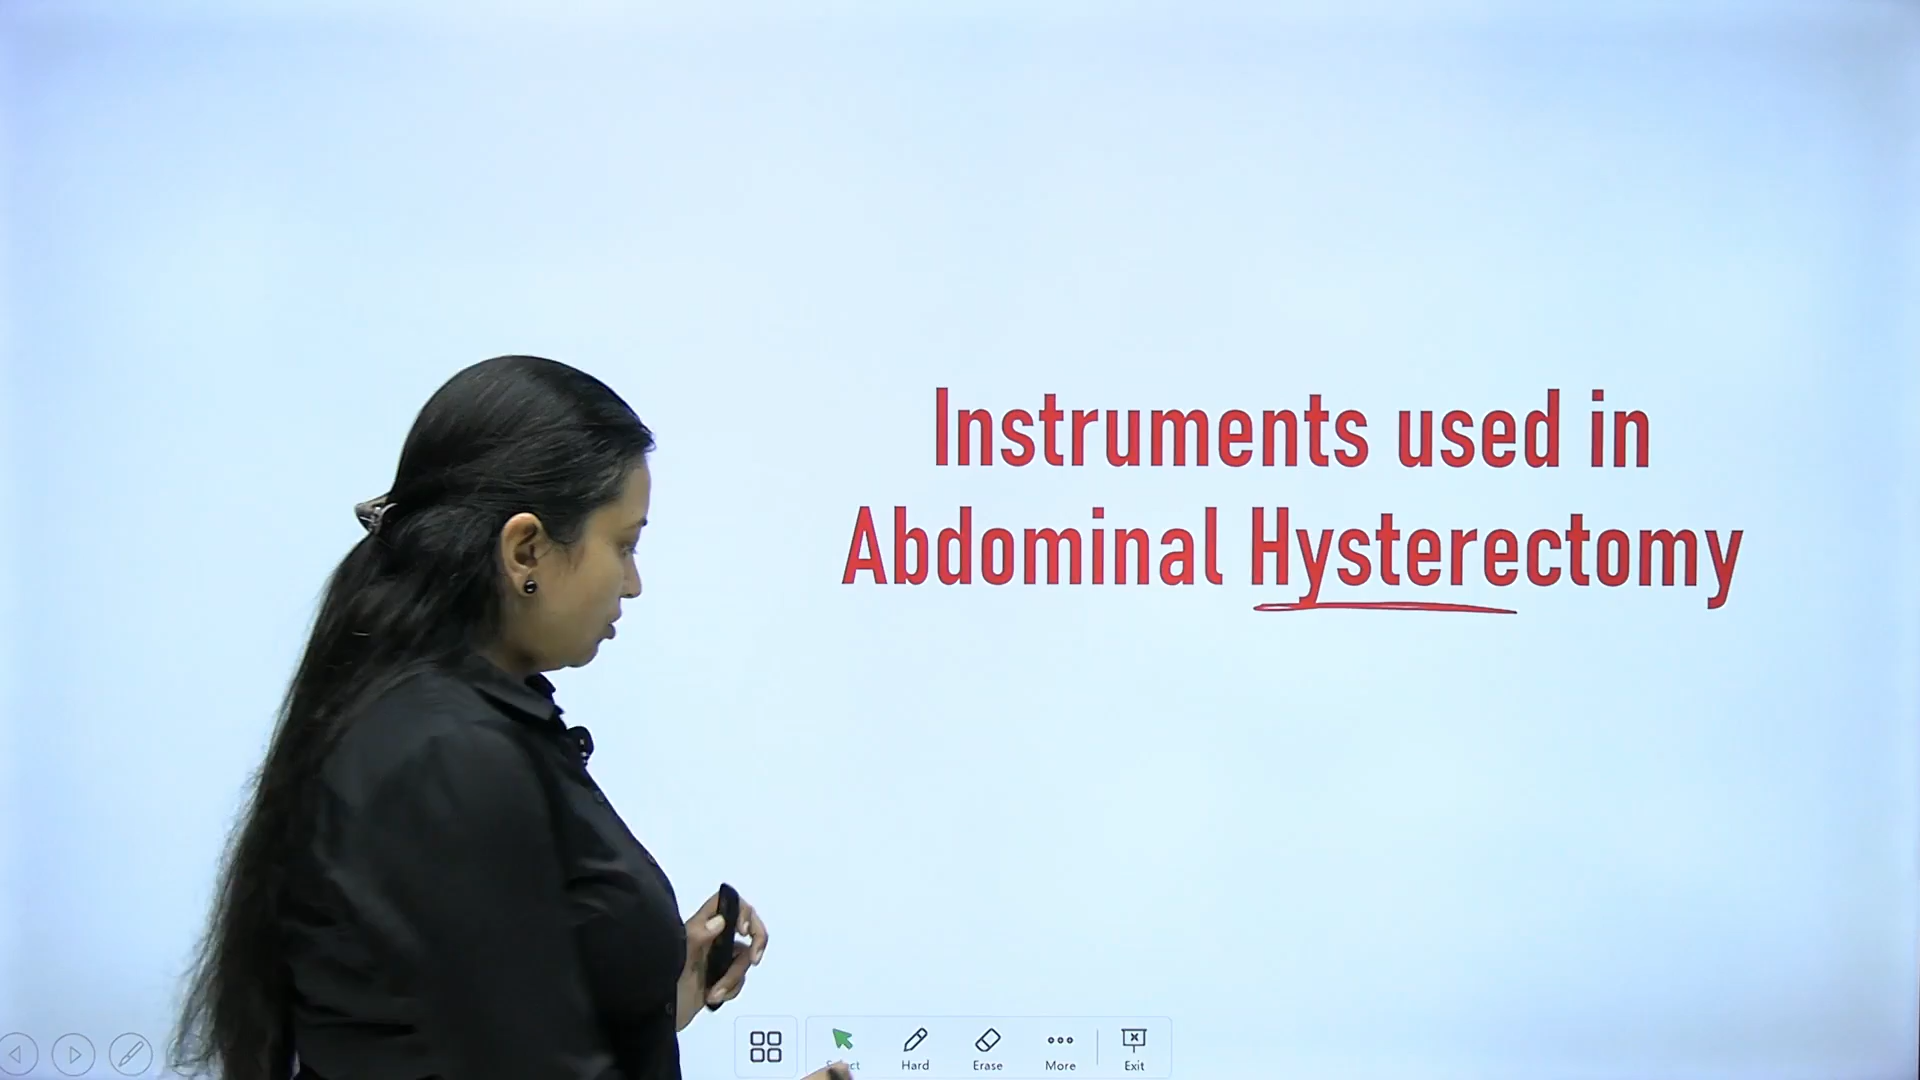 Instruments used in
Abdominal Hysterectomy
Hard
Erase
More
Exit